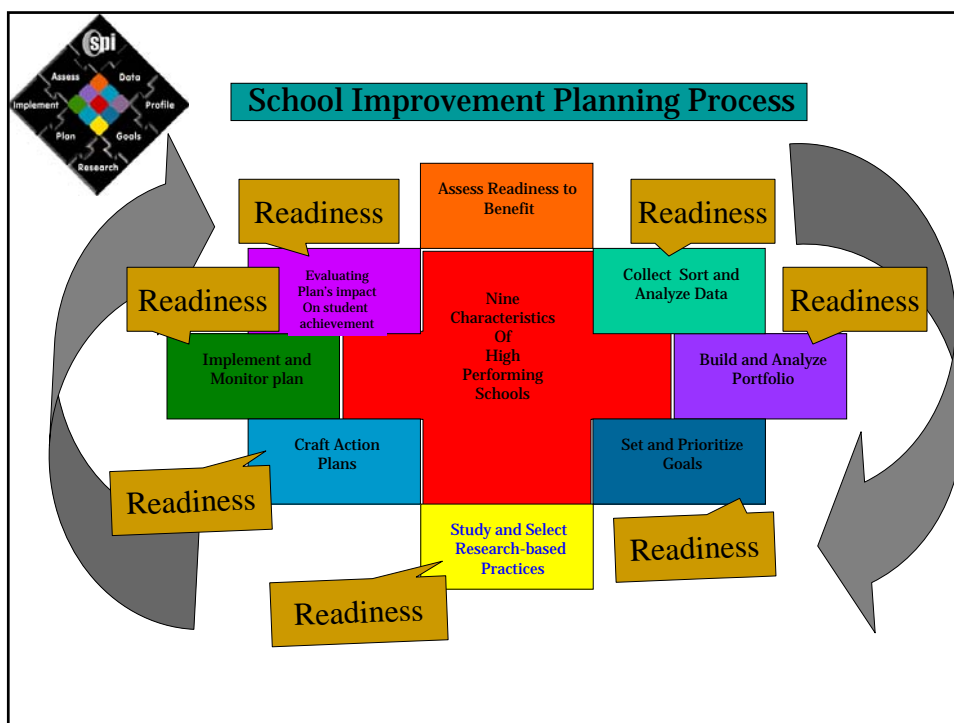 ospi
Assess
Data
Implement
Profile
Plan
Goals
Research
School Improvement Planning Process
Assess Readiness to
Benefit
Readiness
Readiness
Evaluating
Plan's impact
On student
achievement
Nine
Characteristics
Of
High
Performing
Schools
Collect Sort and
Analyze Data
Readiness
Readiness
Implement and
Monitor plan
Build and Analyze
Portfolio
Craft Action
Plans
Set and Prioritize
Goals
Readiness
Study and Select
Research-based
Practices
Readiness
Readiness